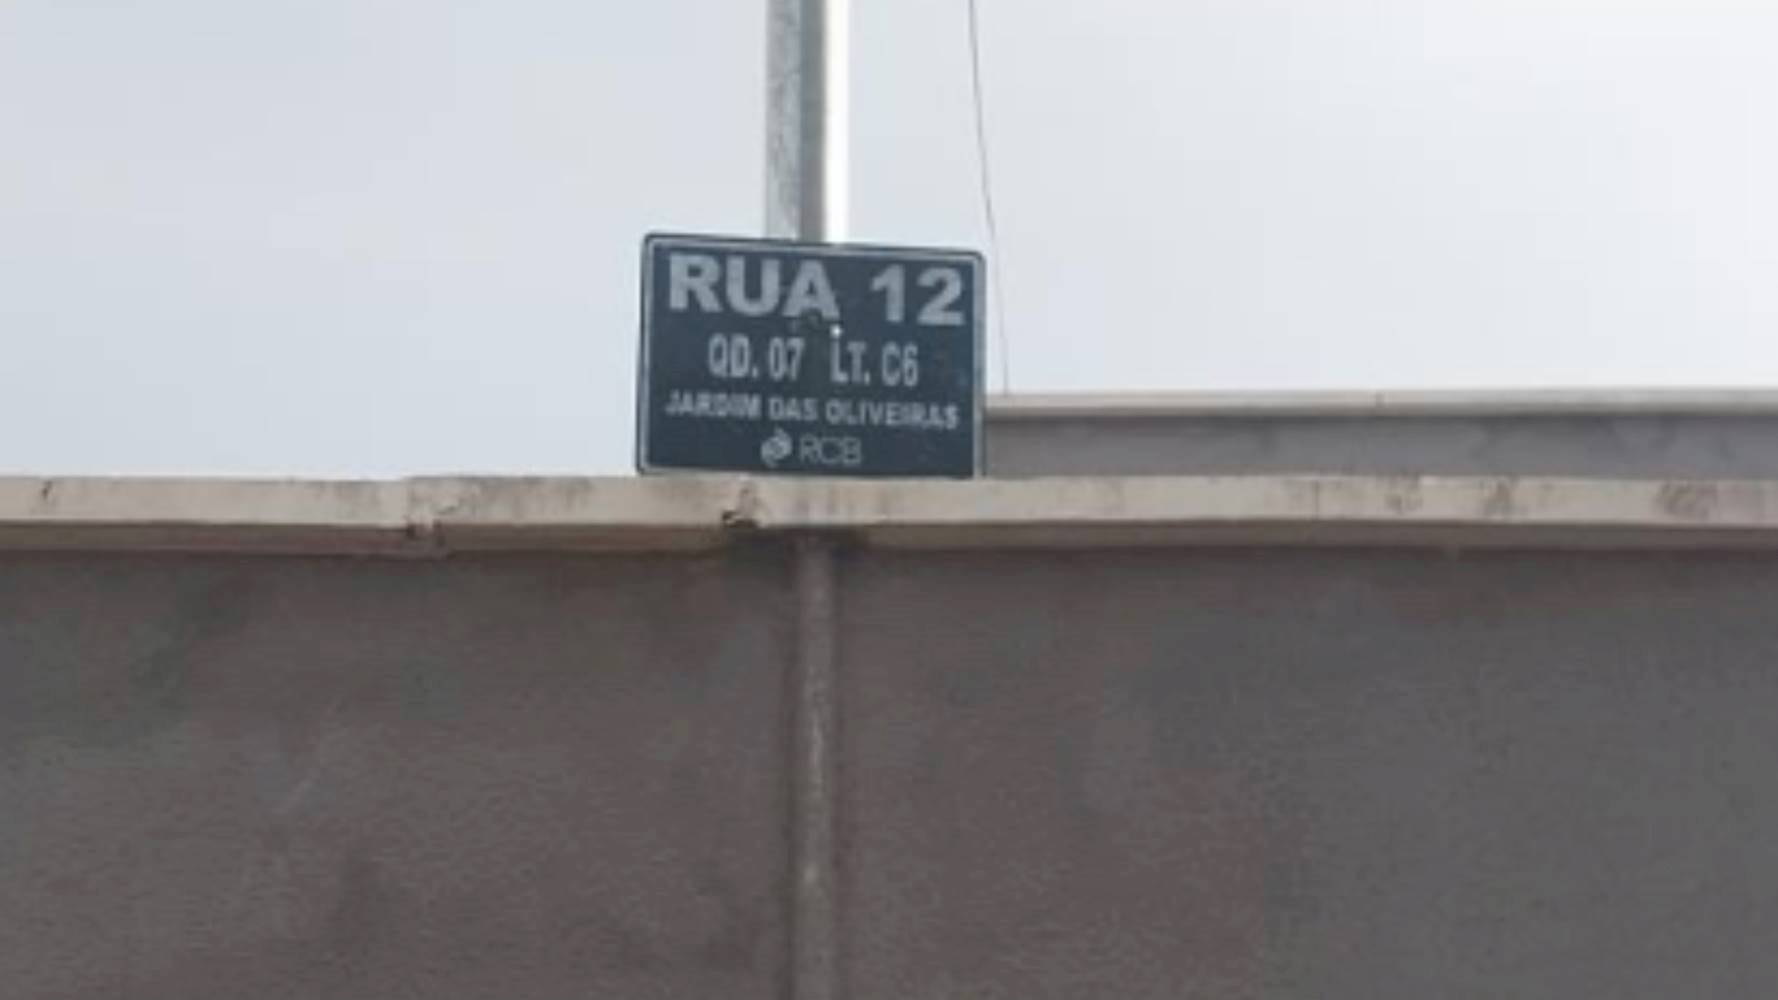 RUA 12
QD. 07 LT. C6
JARDIM DAS OLIVEIRAS
RCB